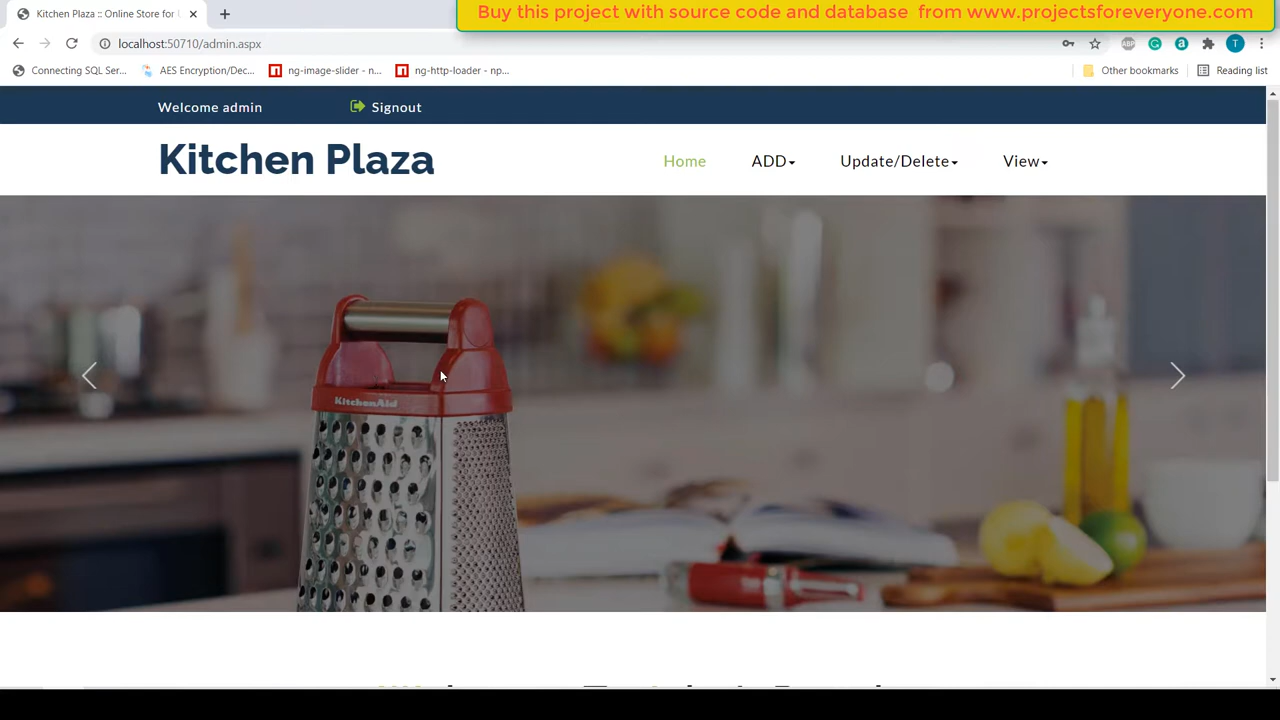 Kitchen Plaza :: Online Store for
Buy this project with source code and database from www.projectsforeveryone.com
localhost:50710/admin.aspx
ABP
T
Connecting SQL Ser...
AES Encryption/Dec...
ng-image-slider - n...
ng-http-loader - np...
Other bookmarks
Reading list
Welcome admin
Signout
Kitchen Plaza
Home
ADD
Update/Delete
View
KitchenAid